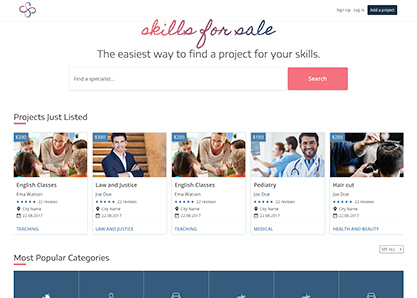 Sign Up Log In Add a project
skills for sale
The easiest way to find a project for your skills.
Find a specialist...
Search
Projects Just Listed
$200 $300 $200 $100 $200
English Classes Law and Justice English Classes Pediatry Hair cut
Ema Watson Joe Doe Ema Watson Joe Doe Joe Doe
22 reviews 22 reviews 22 reviews 22 reviews 22 reviews
City Name City Name City Name City Name City Name
22.08.2017 22.08.2017 22.08.2017 22.08.2017 22.08.2017
TEACHING LAW AND JUSTICE TEACHING MEDICAL HEALTH AND BEAUTY
SEE ALL
Most Popular Categories